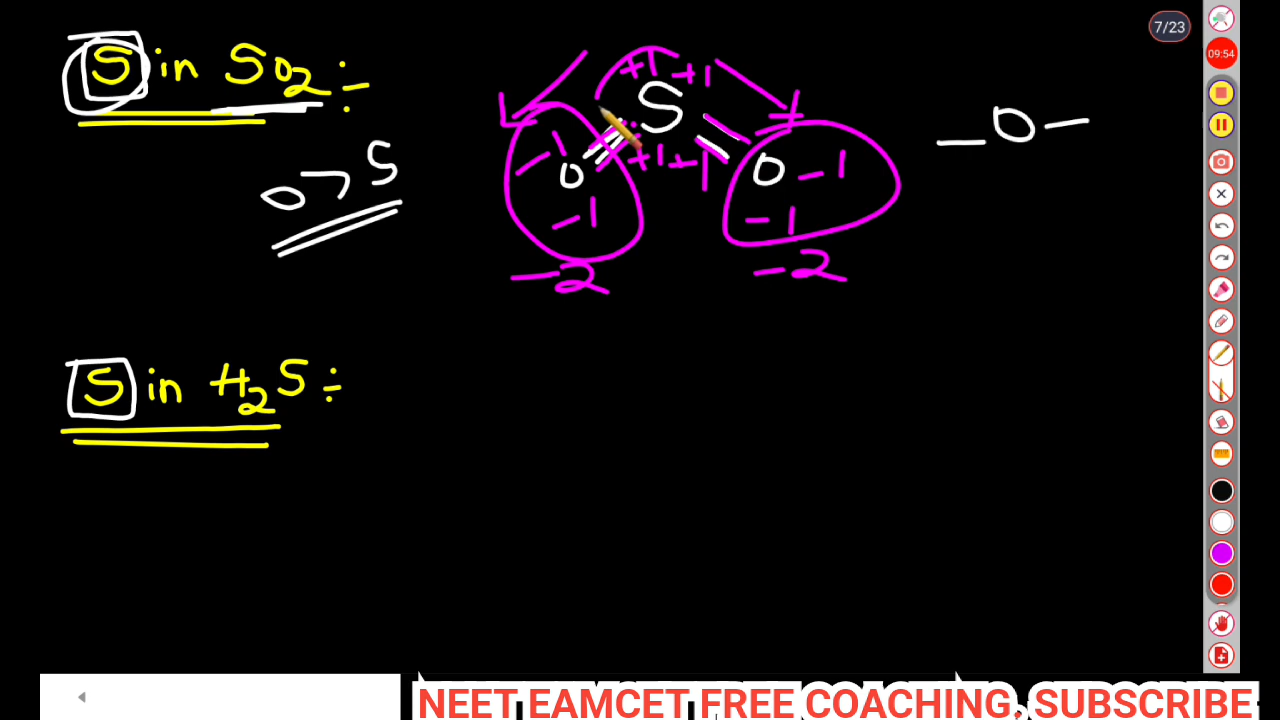 S in SO2 ÷
O > S
+1 +1
S
+1 +1
-1 O -1
O -1 -1
-2
-2
- O -
S in H2S ÷
7/23
09:54
NEET EAMCET FREE COACHING, SUBSCRIBE